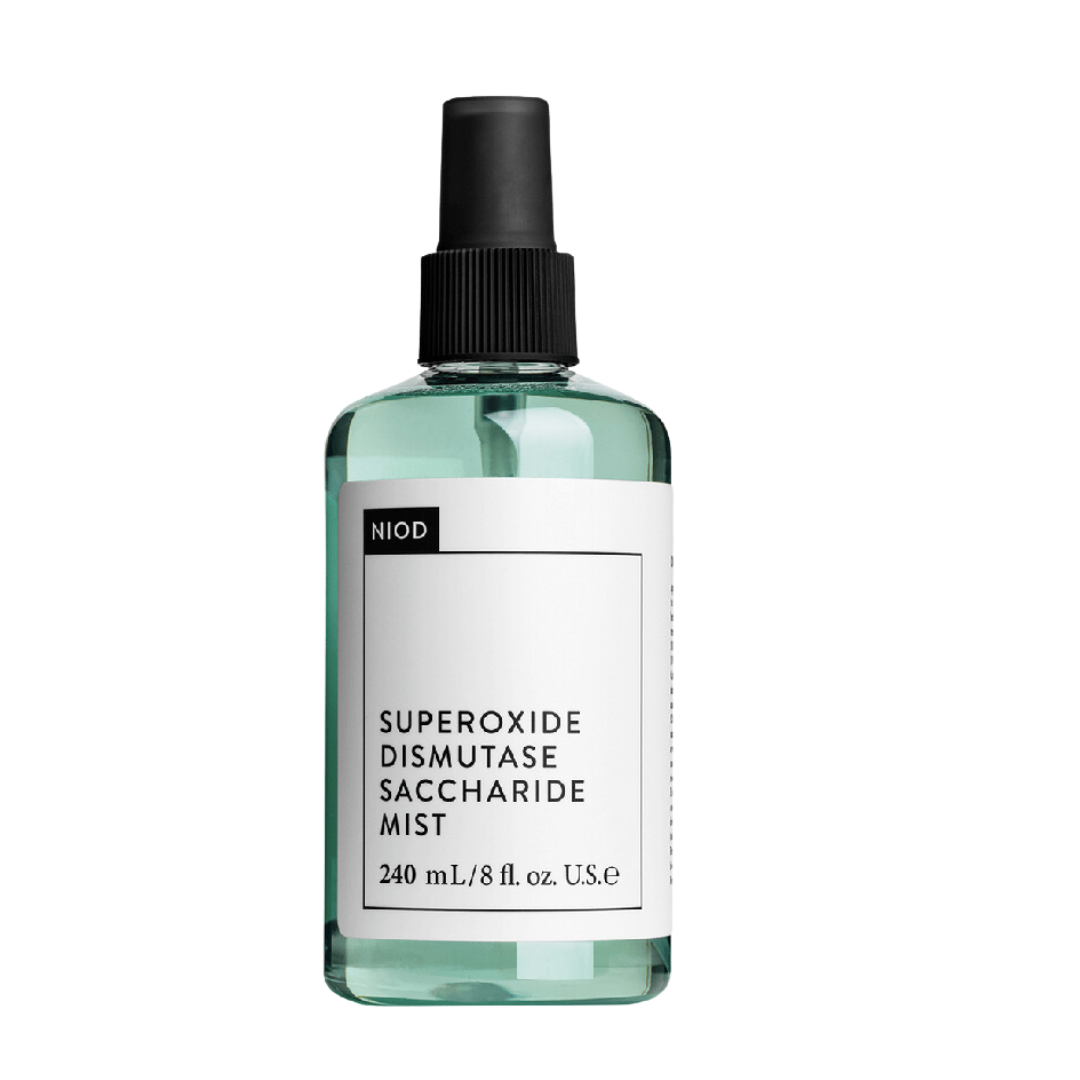 NIOD
SUPEROXIDE
DISMUTASE
SACCHARIDE
MIST
240 mL/8 fl. oz. U.S.℮